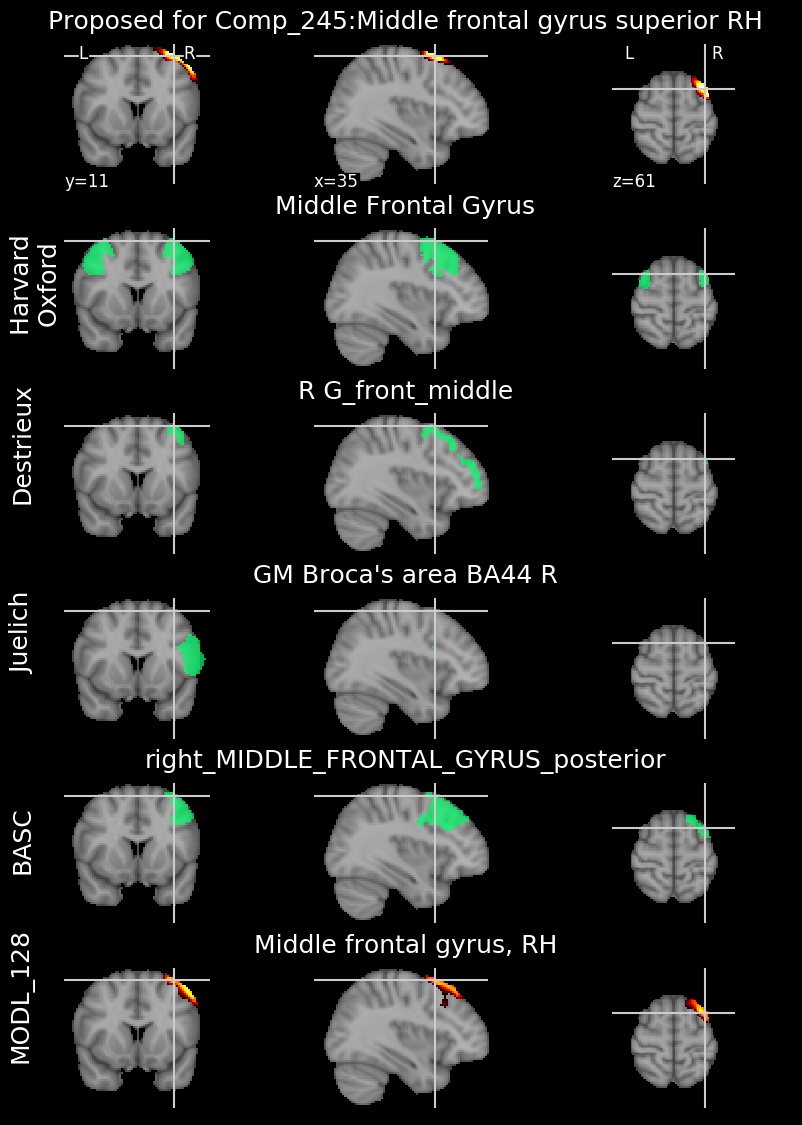 Proposed for Comp_245:Middle frontal gyrus superior RH
L R
L R
y=11
x=35
z=61
Middle Frontal Gyrus
Harvard
Oxford
R G_front_middle
Destrieux
GM Broca's area BA44 R
Juelich
right_MIDDLE_FRONTAL_GYRUS_posterior
BASC
Middle frontal gyrus, RH
MODL_128